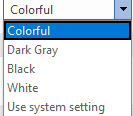 Colorful
Colorful
Dark Gray
Black
White
Use system setting